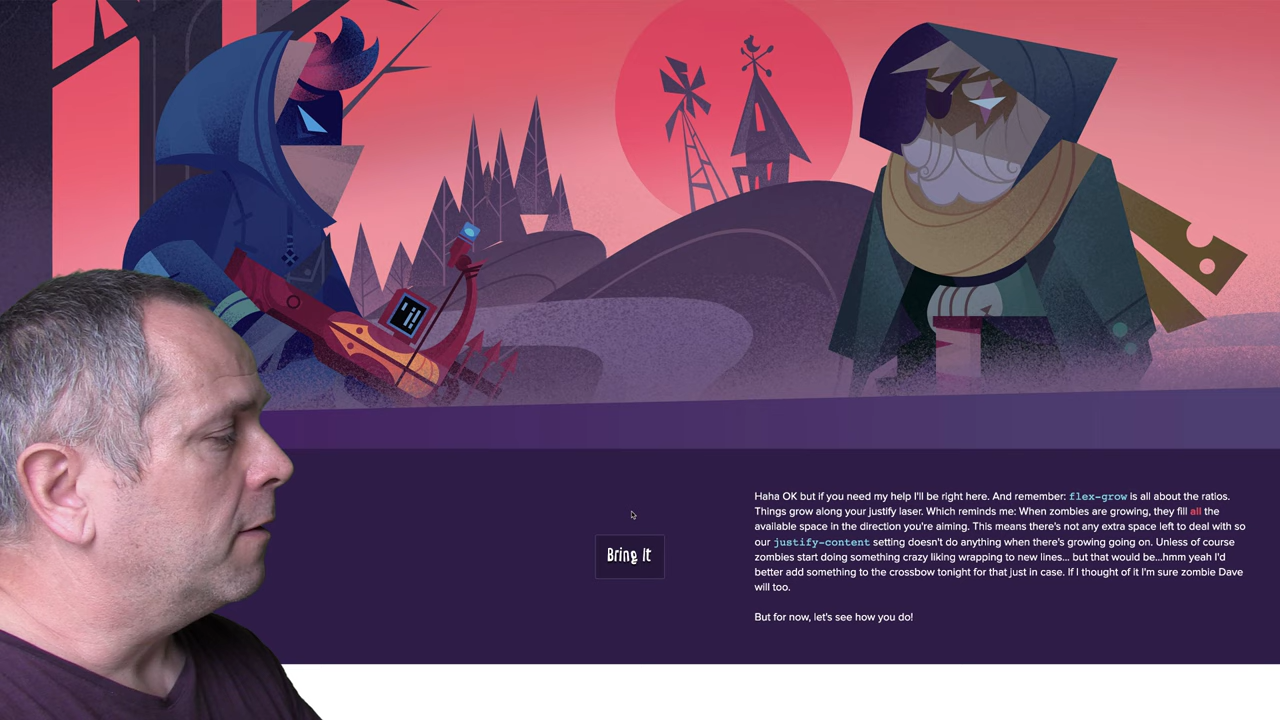 Haha OK but if you need my help I'll be right here. And remember: flex-grow is all about the ratios.
Things grow along your justify laser. Which reminds me: When zombies are growing, they fill all the
available space in the direction you're aiming. This means there's not any extra space left to deal with so
our justify-content setting doesn't do anything when there's growing going on. Unless of course
zombies start doing something crazy liking wrapping to new lines... but that would be...hmm yeah I'd
better add something to the crossbow tonight for that just in case. If I thought of it I'm sure zombie Dave
will too.
But for now, let's see how you do!
Bring It